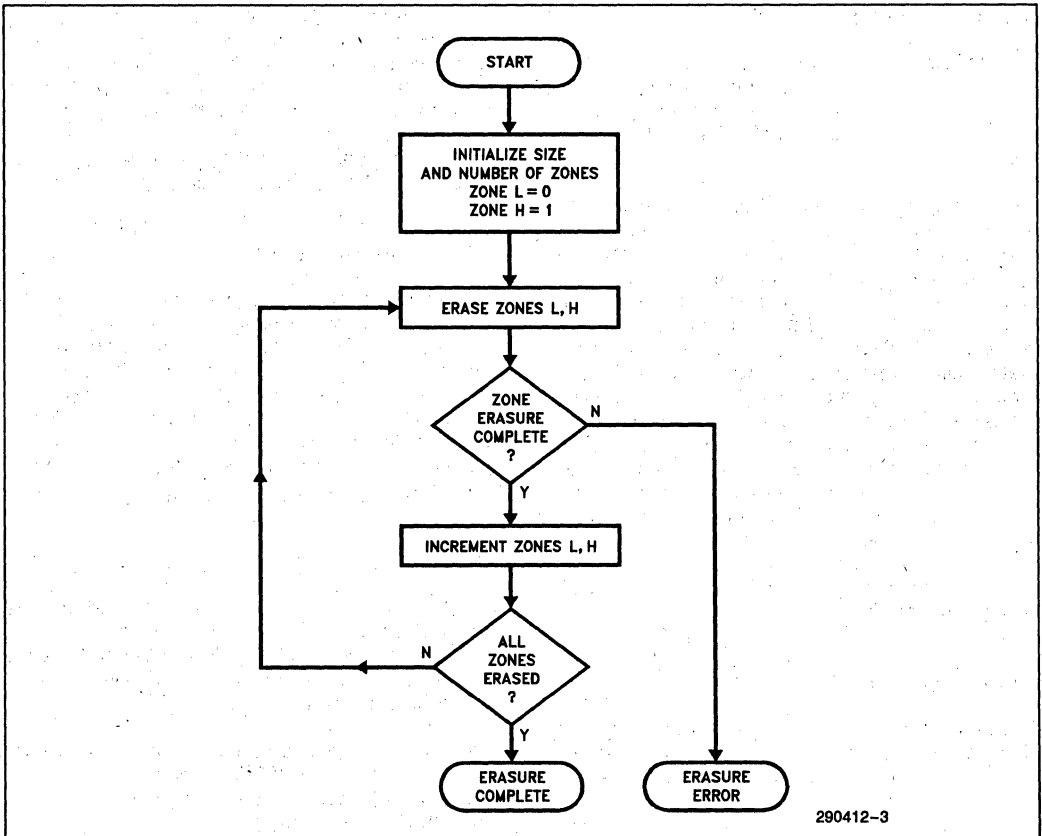 START
INITIALIZE SIZE
AND NUMBER OF ZONES
ZONE L = 0
ZONE H = 1
ERASE ZONES L, H
ZONE
ERASURE
COMPLETE
?
N
Y
INCREMENT ZONES L, H
ALL
ZONES
ERASED
?
N
Y
ERASURE
COMPLETE
ERASURE
ERROR
290412-3